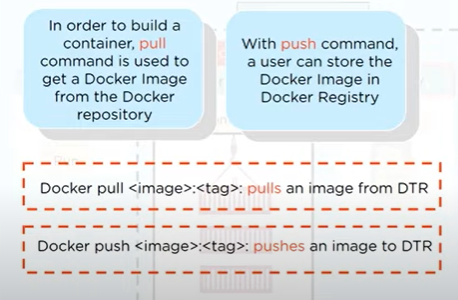 In order to build a
container, pull
command is used to
get a Docker Image
from the Docker
repository
With push command,
a user can store the
Docker Image in
Docker Registry
Docker pull <image>:<tag>: pulls an image from DTR
Docker push <image>:<tag>: pushes an image to DTR